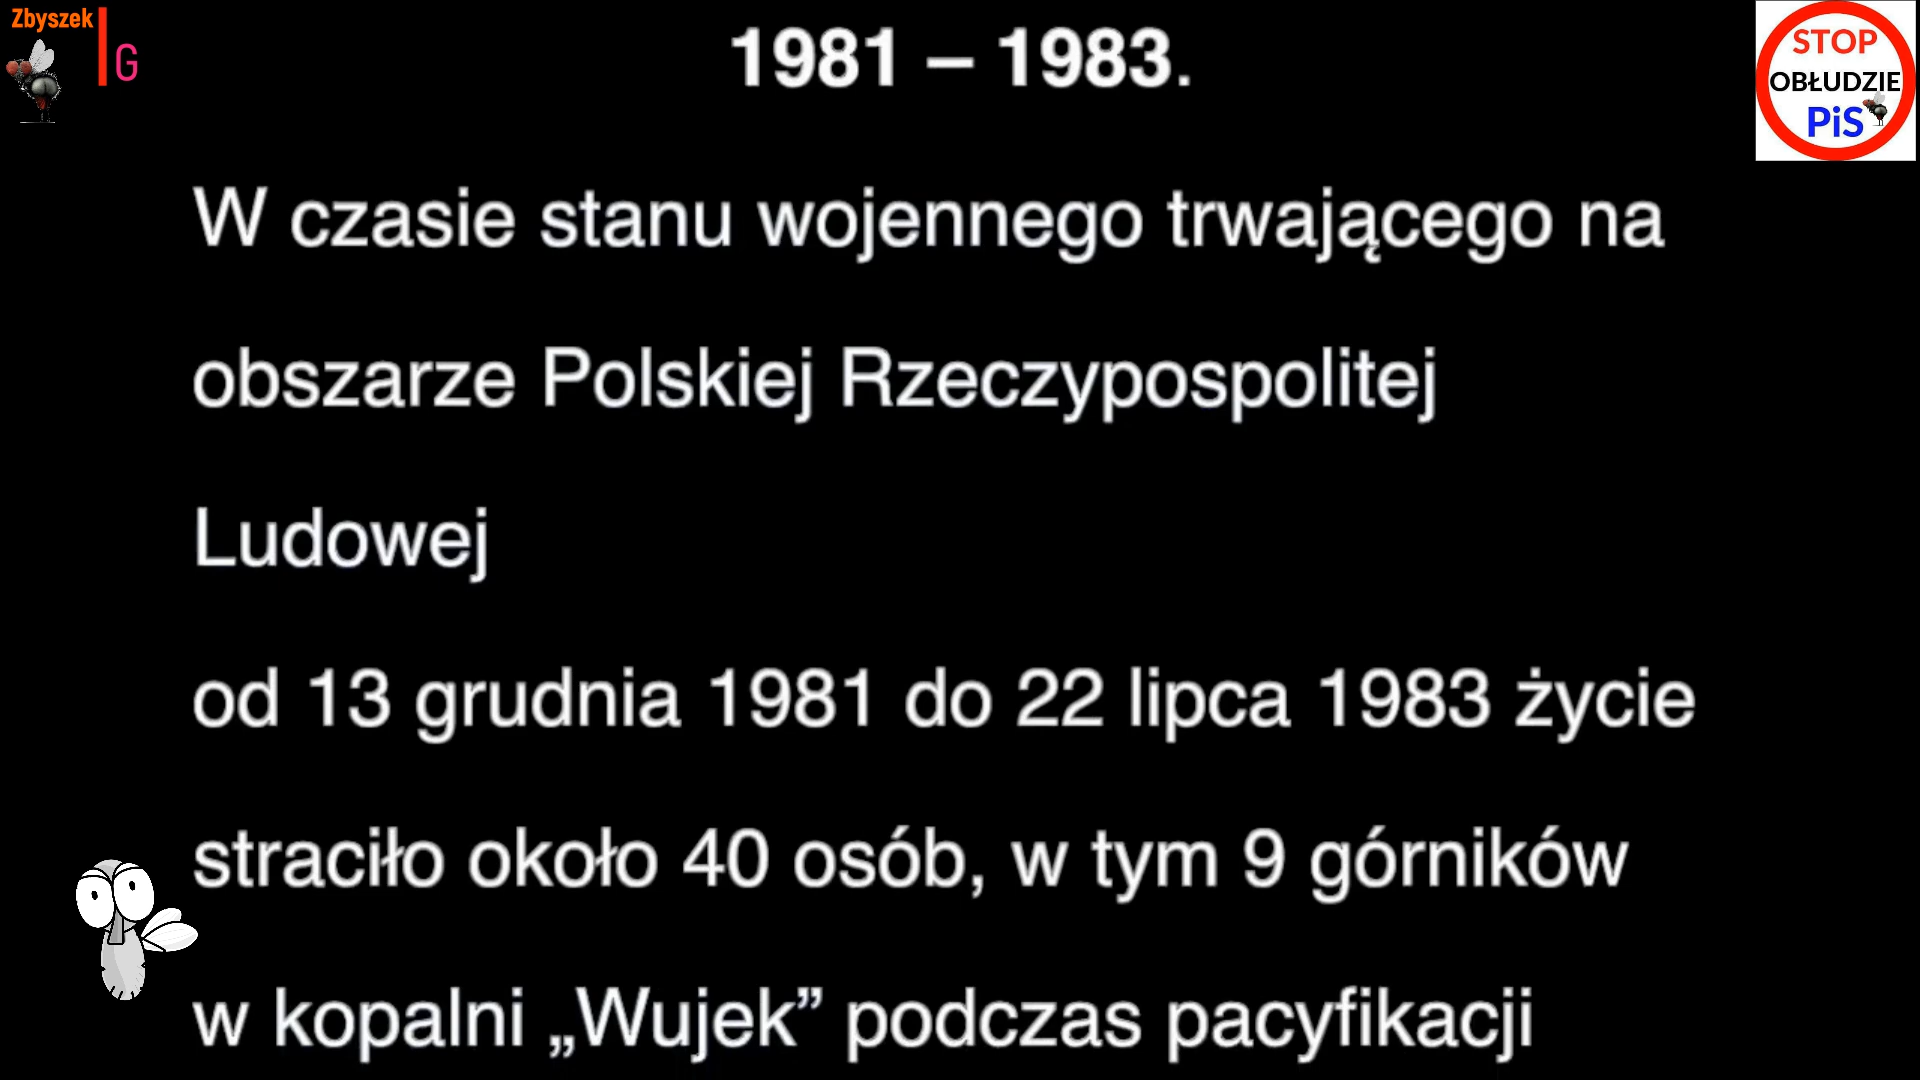 Zbyszek
G
STOP
OBŁUDZIE
PiS
1981 – 1983.
W czasie stanu wojennego trwającego na
obszarze Polskiej Rzeczypospolitej
Ludowej
od 13 grudnia 1981 do 22 lipca 1983 życie
straciło około 40 osób, w tym 9 górników
w kopalni „Wujek” podczas pacyfikacji